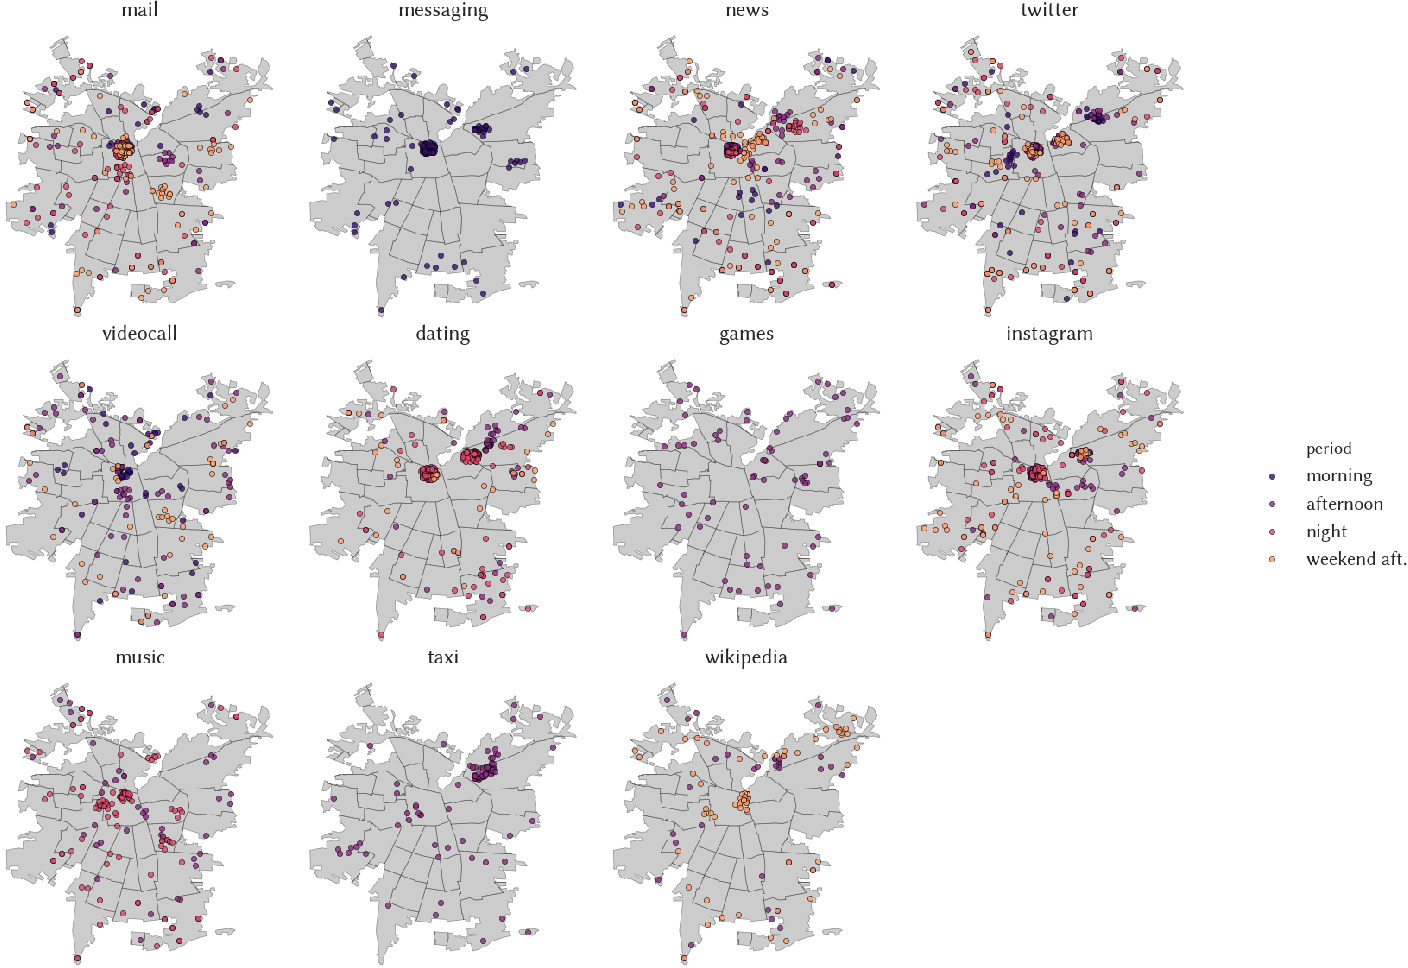 mail
messaging
news
twitter
videocall
dating
games
instagram
period
morning
afternoon
night
weekend aft.
music
taxi
wikipedia